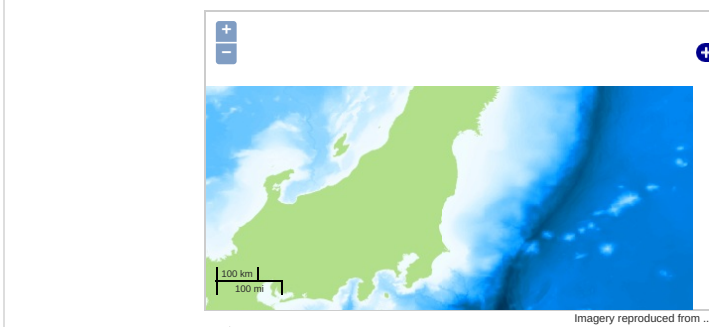 +
−
+
100 km
100 mi
Imagery reproduced from ..